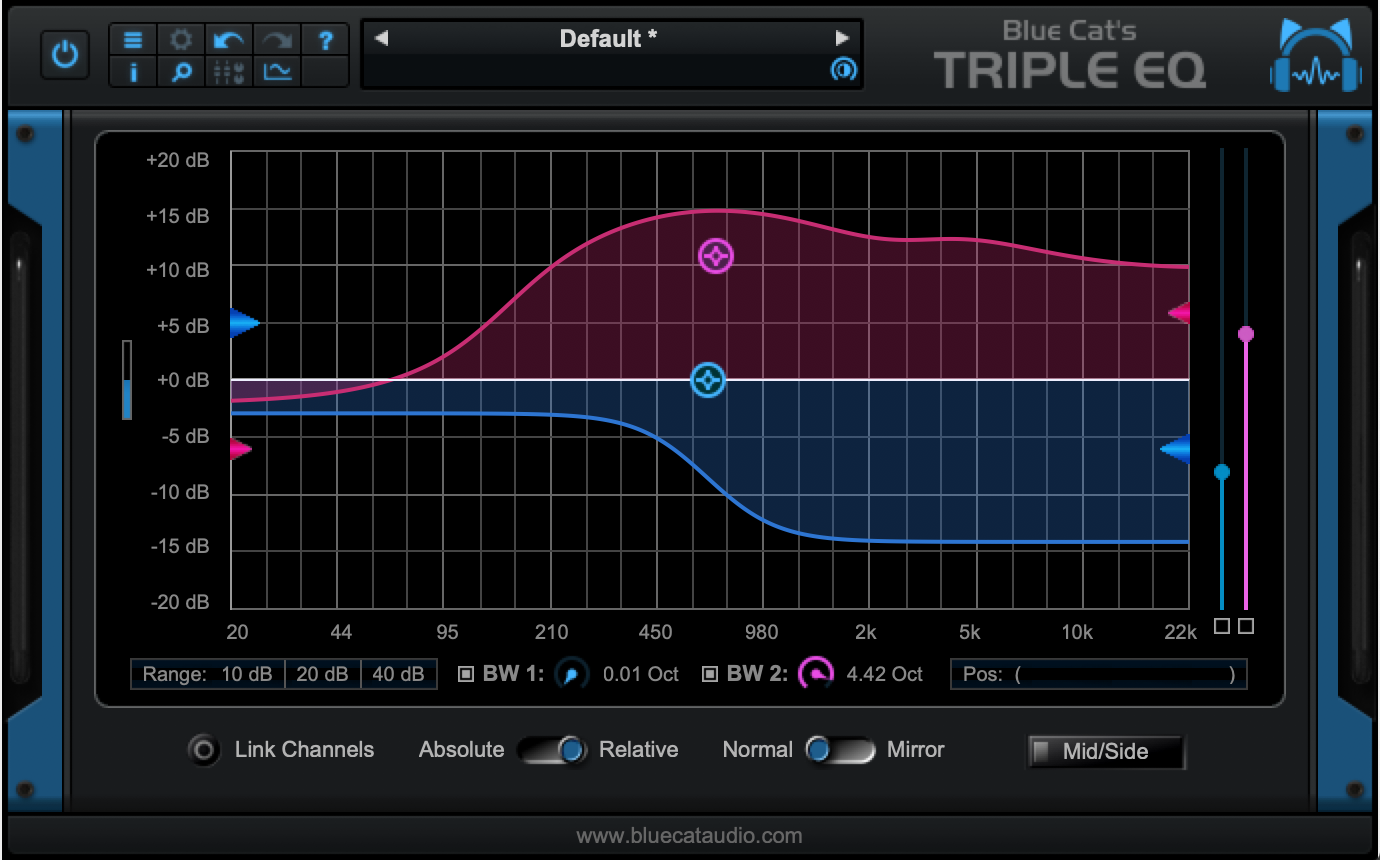 Blue Cat's
TRIPLE EQ
Default *
?
i
+20 dB
+15 dB
+10 dB
+5 dB
+0 dB
-5 dB
-10 dB
-15 dB
-20 dB
20 44 95 210 450 980 2k 5k 10k 22k
Range: 10 dB 20 dB 40 dB BW 1: 0.01 Oct BW 2: 4.42 Oct Pos: ( )
Link Channels Absolute Relative Normal Mirror Mid/Side
www.bluecataudio.com